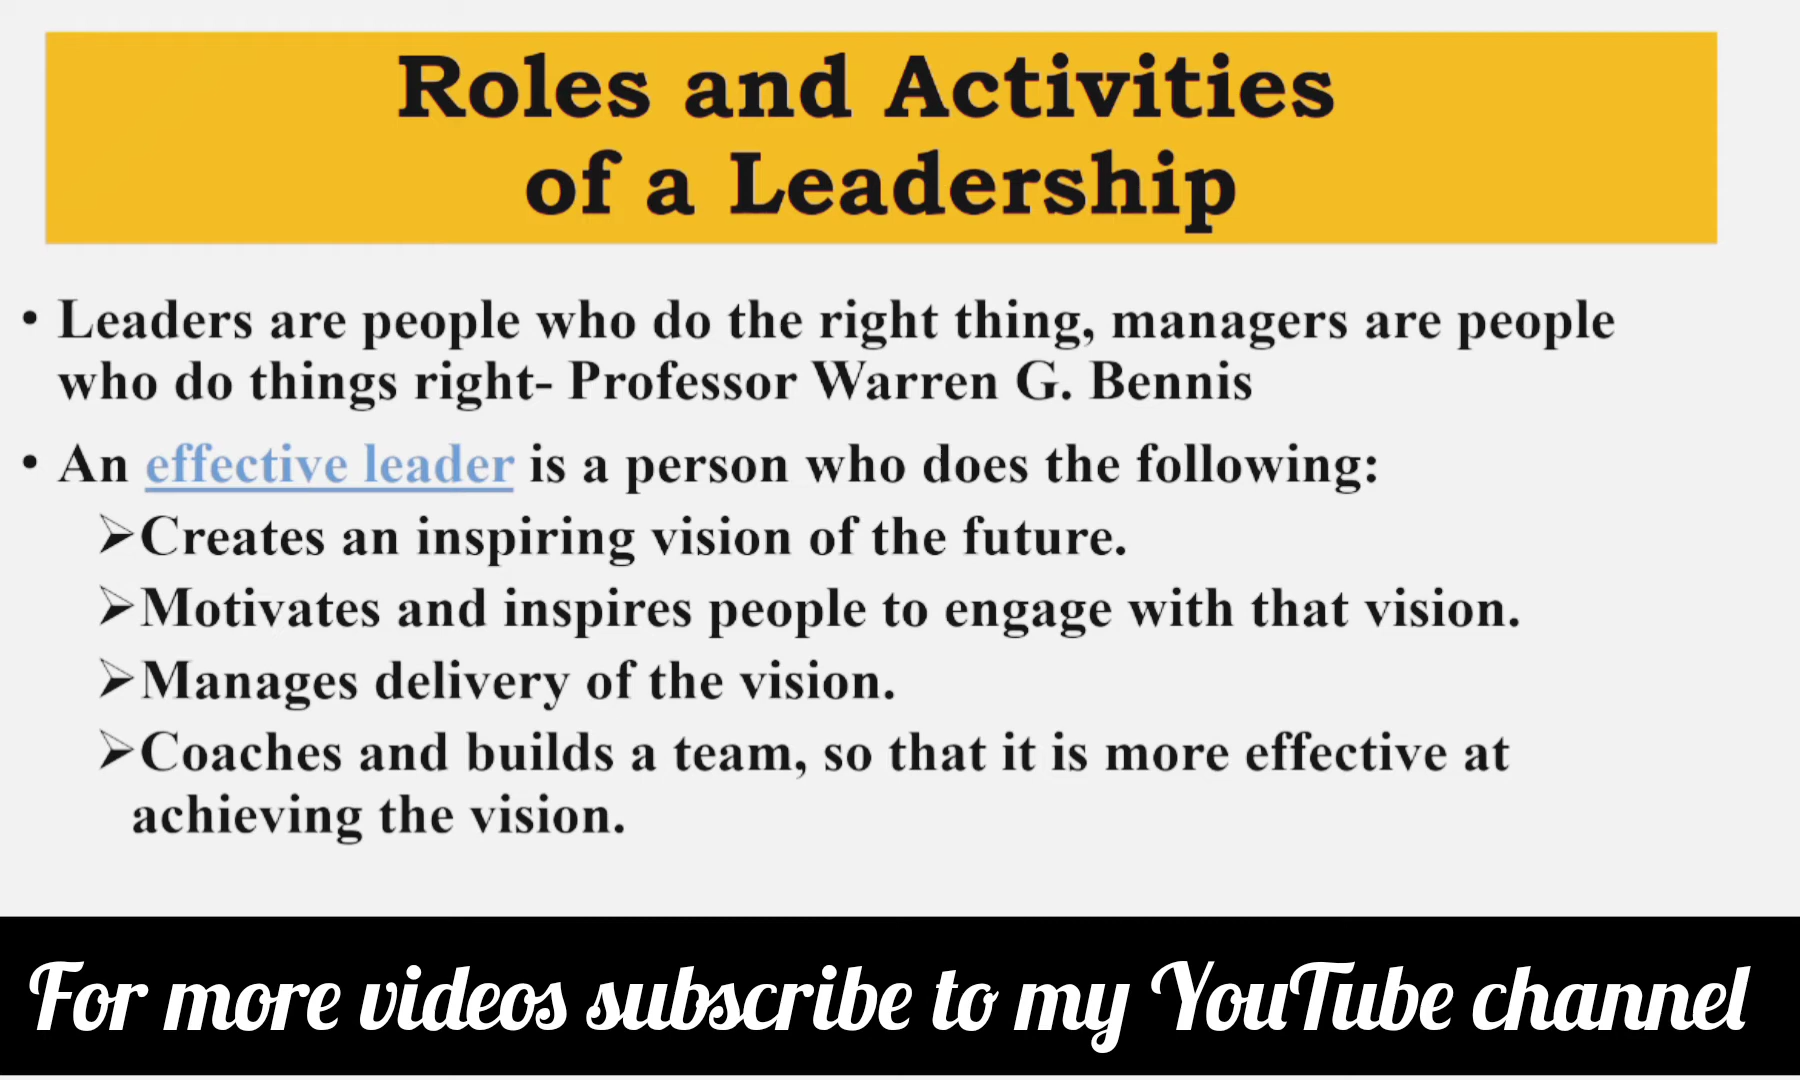 Roles and Activities
of a Leadership
• Leaders are people who do the right thing, managers are people
who do things right- Professor Warren G. Bennis
• An effective leader is a person who does the following:
➢Creates an inspiring vision of the future.
➢Motivates and inspires people to engage with that vision.
➢Manages delivery of the vision.
➢Coaches and builds a team, so that it is more effective at
achieving the vision.
For more videos subscribe to my YouTube channel